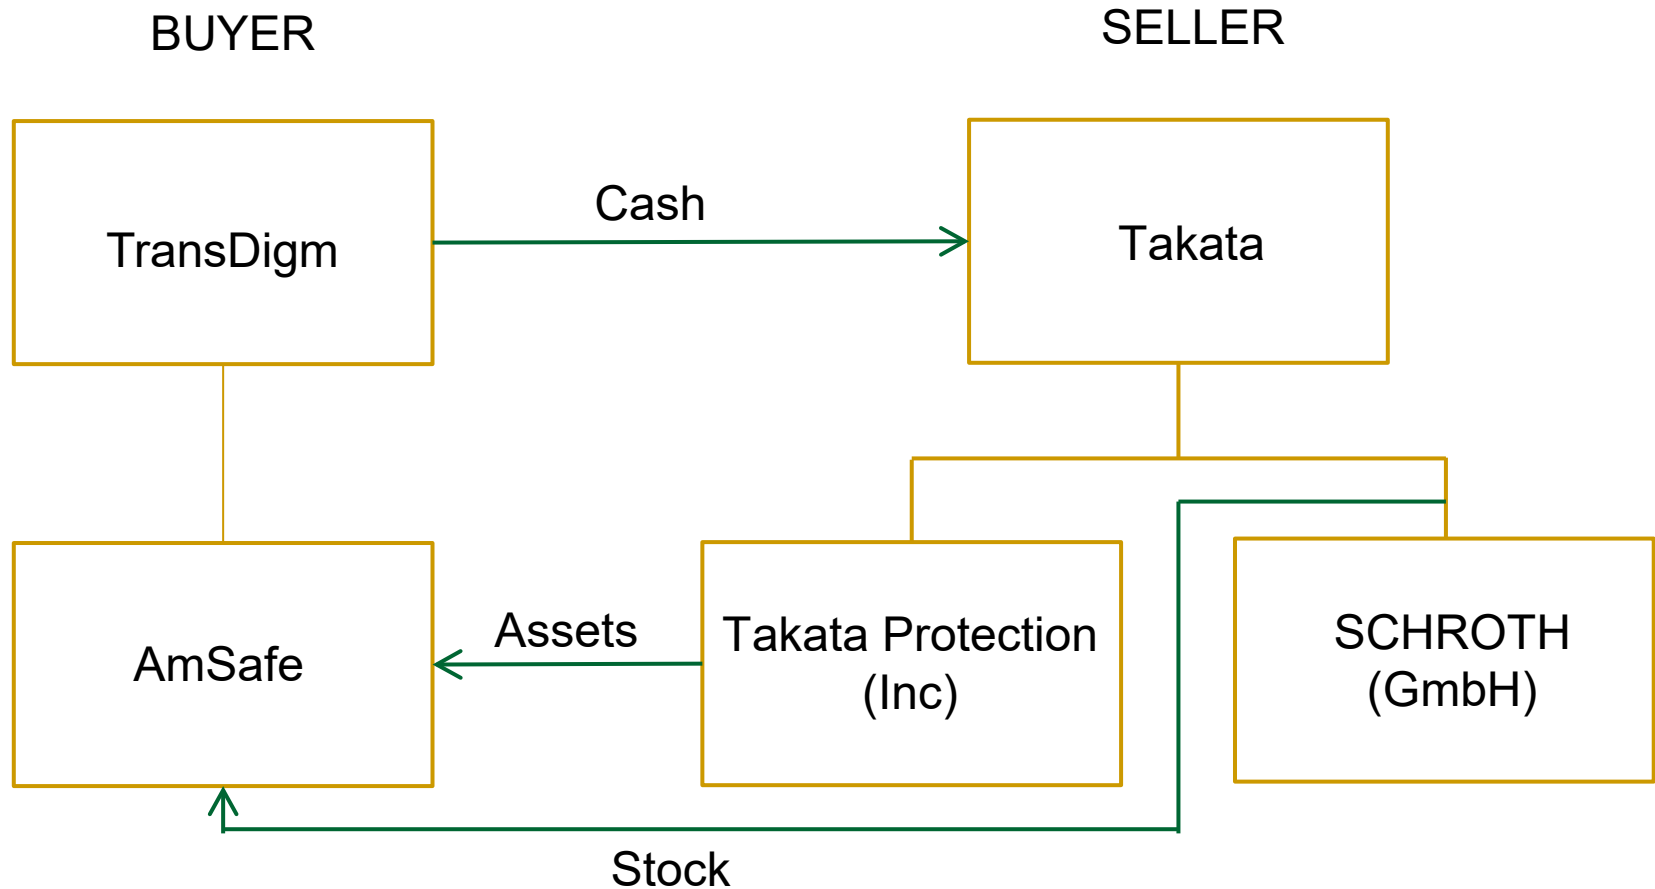 BUYER
SELLER
TransDigm
Cash
Takata
AmSafe
Assets
Takata Protection
(Inc)
SCHROTH
(GmbH)
Stock